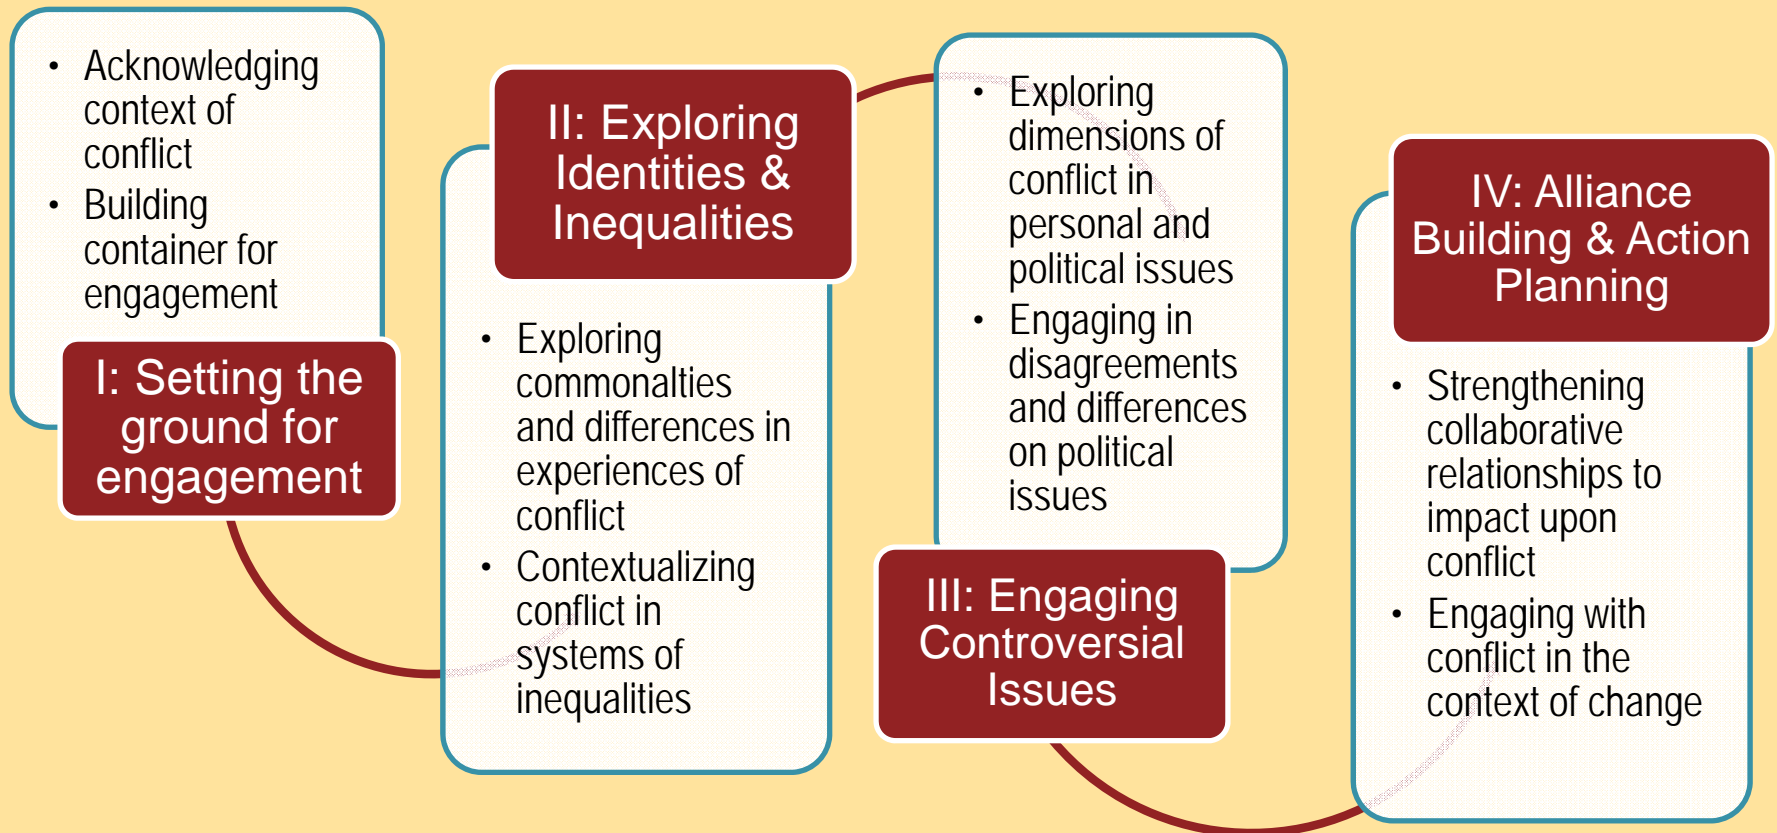 • Acknowledging
context of
conflict
• Building
container for
engagement
I: Setting the
ground for
engagement
II: Exploring
Identities &
Inequalities
• Exploring
commonalties
and differences in
experiences of
conflict
• Contextualizing
conflict in
systems of
inequalities
• Exploring
dimensions of
conflict in
personal and
political issues
• Engaging in
disagreements
and differences
on political
issues
III: Engaging
Controversial
Issues
IV: Alliance
Building & Action
Planning
• Strengthening
collaborative
relationships to
impact upon
conflict
• Engaging with
conflict in the
context of change